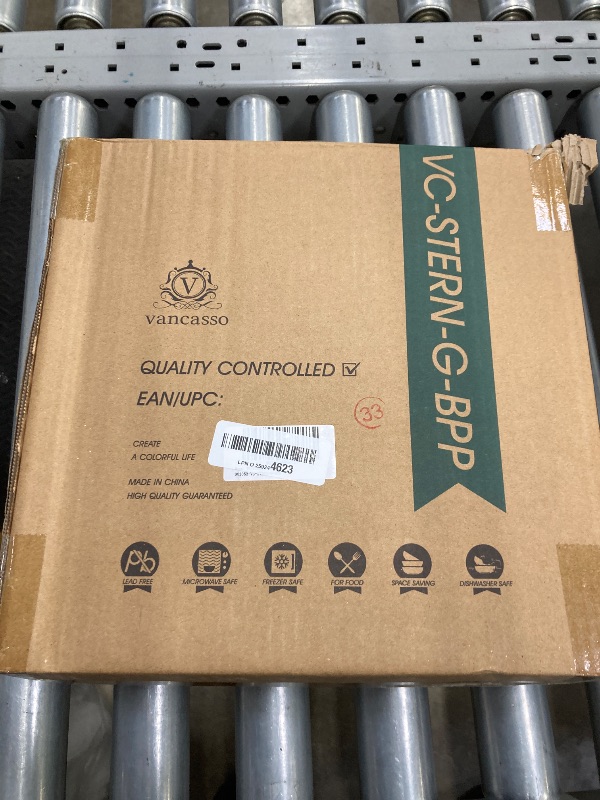 VC-STERN-G-BPP
V
vancasso
QUALITY CONTROLLED
EAN/UPC:
33
CREATE
A COLORFUL LIFE
4623
MADE IN CHINA
HIGH QUALITY GUARANTEED
Pb
LEAD FREE
MICROWAVE SAFE
FREEZER SAFE
FOR FOOD
SPACE SAVING
DISHWASHER SAFE